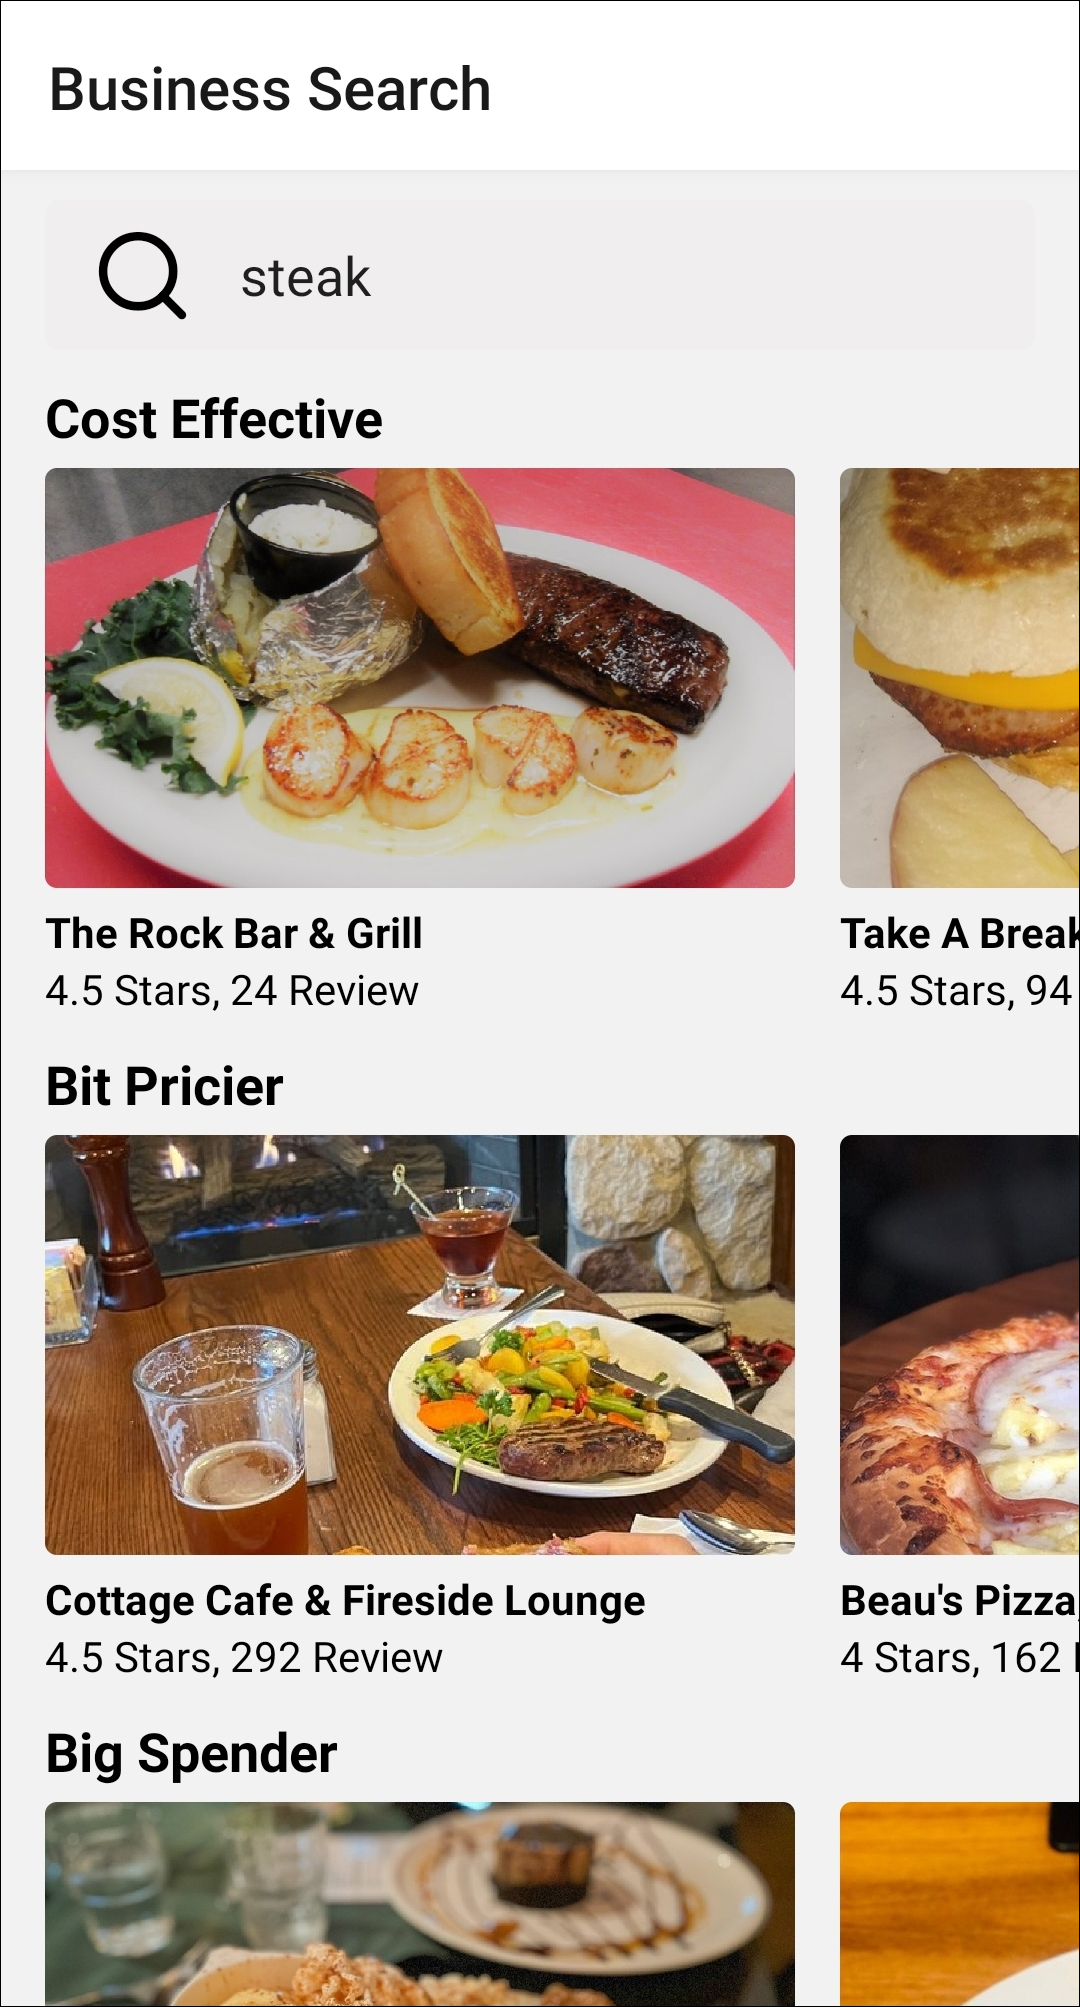 Business Search
steak
Cost Effective
The Rock Bar & Grill
4.5 Stars, 24 Review
Take A Break
4.5 Stars, 94
Bit Pricier
Cottage Cafe & Fireside Lounge
4.5 Stars, 292 Review
Beau's Pizza,
4 Stars, 162
Big Spender